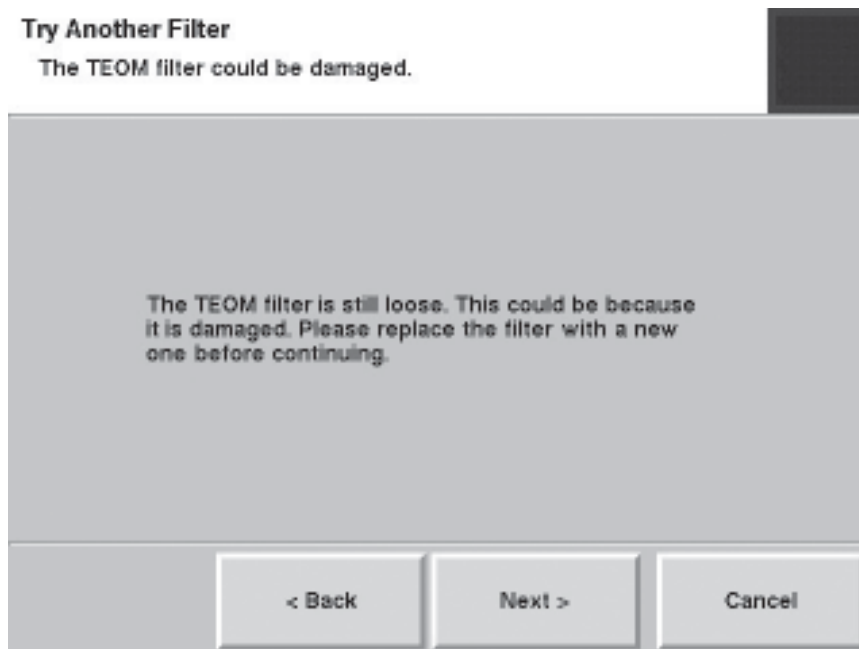 Try Another Filter
The TEOM filter could be damaged.
The TEOM filter is still loose. This could be because
it is damaged. Please replace the filter with a new
one before continuing.
< Back
Next >
Cancel